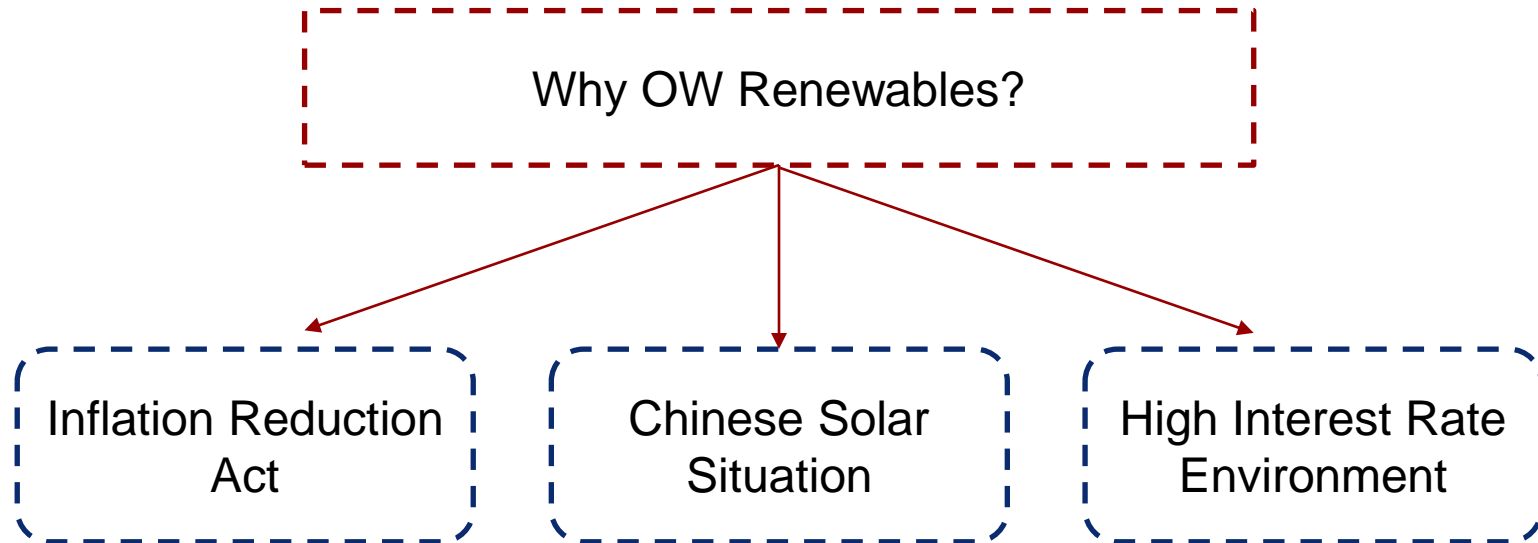 Why OW Renewables?
Inflation Reduction
Act
Chinese Solar
Situation
High Interest Rate
Environment